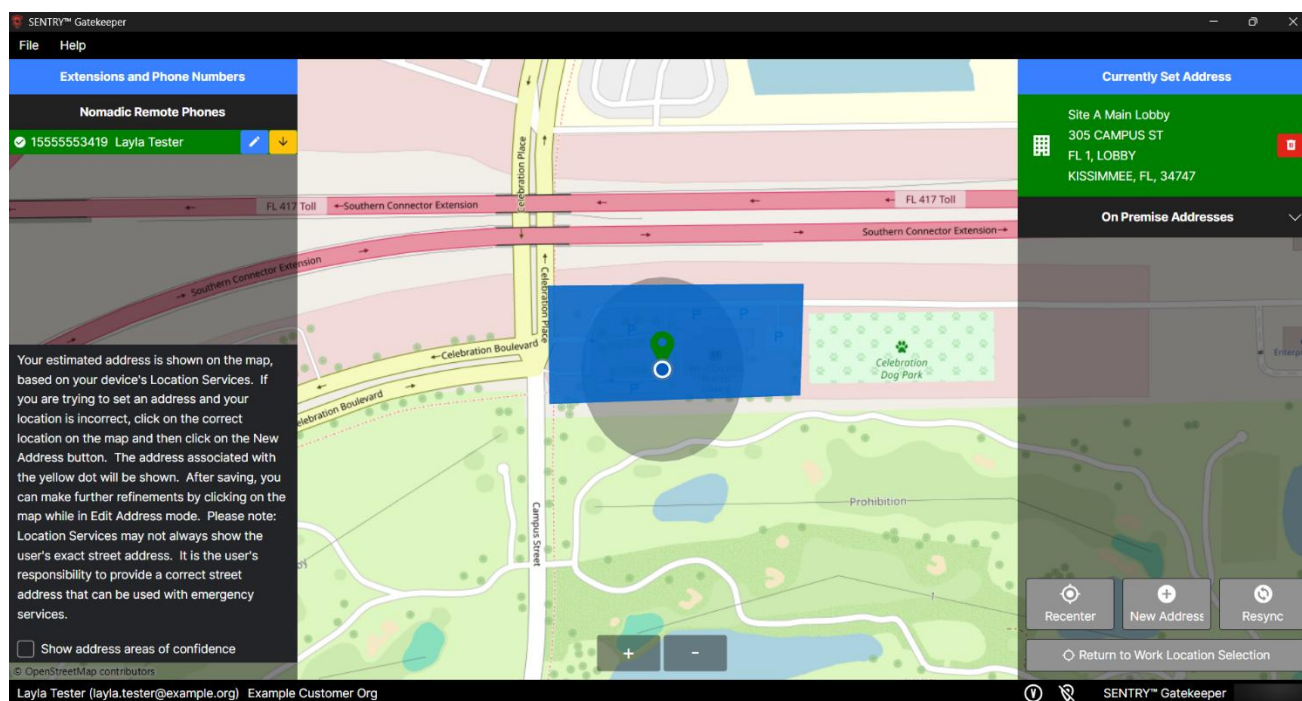 SENTRY™ Gatekeeper
File Help
Extensions and Phone Numbers
Nomadic Remote Phones
15555553419 Layla Tester
Your estimated address is shown on the map,
based on your device's Location Services. If
you are trying to set an address and your
location is incorrect, click on the correct
location on the map and then click on the New
Address button. The address associated with
the yellow dot will be shown. After saving, you
can make further refinements by clicking on the
map while in Edit Address mode. Please note:
Location Services may not always show the
user's exact street address. It is the user's
responsibility to provide a correct street
address that can be used with emergency
services.
Show address areas of confidence
© OpenStreetMap contributors
Celebration Place
FL 417 Toll
Southern Connector Extension
FL 417 Toll
Southern Connector Extension
Southern Connector Extension
Celebration Place
Celebration Boulevard
Celebration Boulevard
P
P
P
P
Celebration
Dog Park
Campus Street
Prohibition
+
-
Currently Set Address
Site A Main Lobby
305 CAMPUS ST
FL 1, LOBBY
KISSIMMEE, FL, 34747
On Premise Addresses
Recenter
New Address
Resync
Return to Work Location Selection
Layla Tester (layla.tester@example.org) Example Customer Org
SENTRY™ Gatekeeper